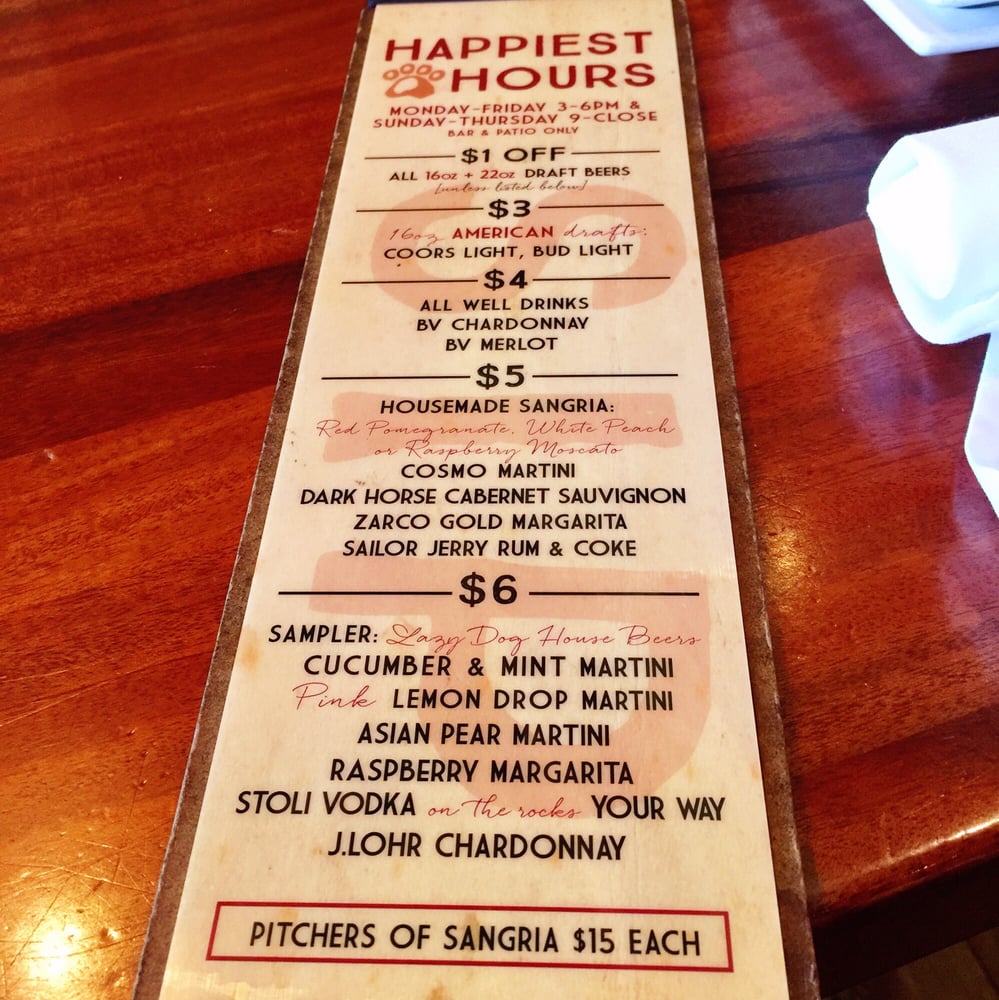 HAPPIEST
HOURS
MONDAY-FRIDAY 3-6PM &
SUNDAY-THURSDAY 9-CLOSE
BAR & PATIO ONLY
$1 OFF
ALL 16oz + 22oz DRAFT BEERS
[unless listed below]
$3
16oz AMERICAN drafts:
COORS LIGHT, BUD LIGHT
$4
ALL WELL DRINKS
BV CHARDONNAY
BV MERLOT
$5
HOUSEMADE SANGRIA:
Red Pomegranate, White Peach
or Raspberry Moscato
COSMO MARTINI
DARK HORSE CABERNET SAUVIGNON
ZARCO GOLD MARGARITA
SAILOR JERRY RUM & COKE
$6
SAMPLER: Lazy Dog House Beers
CUCUMBER & MINT MARTINI
Pink LEMON DROP MARTINI
ASIAN PEAR MARTINI
RASPBERRY MARGARITA
STOLI VODKA on the rocks YOUR WAY
J.LOHR CHARDONNAY
PITCHERS OF SANGRIA $15 EACH